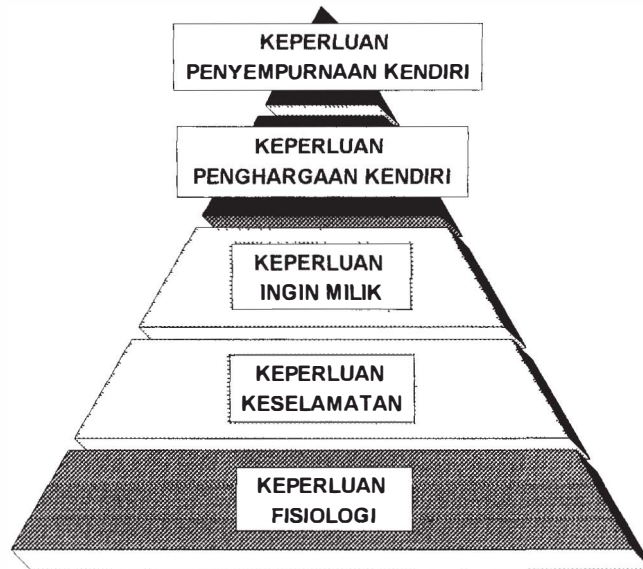 KEPERLUAN
PENYEMPURNAAN KENDIRI
KEPERLUAN
PENGHARGAAN KENDIRI
KEPERLUAN
INGIN MILIK
KEPERLUAN
KESELAMATAN
KEPERLUAN
FISIOLOGI